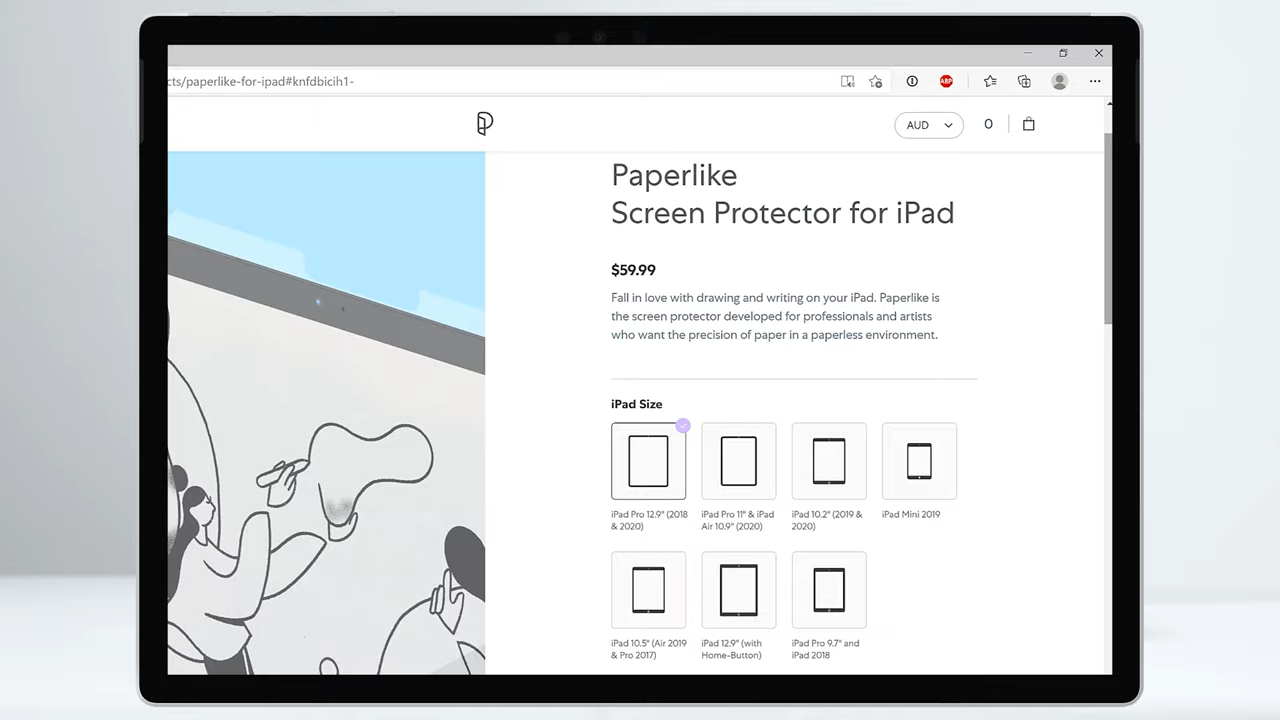 cts/paperlike-for-ipad#knfdbicih1-
ABP
AUD
0
Paperlike
Screen Protector for iPad
$59.99
Fall in love with drawing and writing on your iPad. Paperlike is
the screen protector developed for professionals and artists
who want the precision of paper in a paperless environment.
iPad Size
iPad Pro 12.9" (2018
& 2020)
iPad Pro 11" & iPad
Air 10.9" (2020)
iPad 10.2" (2019 &
2020)
iPad Mini 2019
iPad 10.5" (Air 2019
& Pro 2017)
iPad 12.9" (with
Home-Button)
iPad Pro 9.7" and
iPad 2018